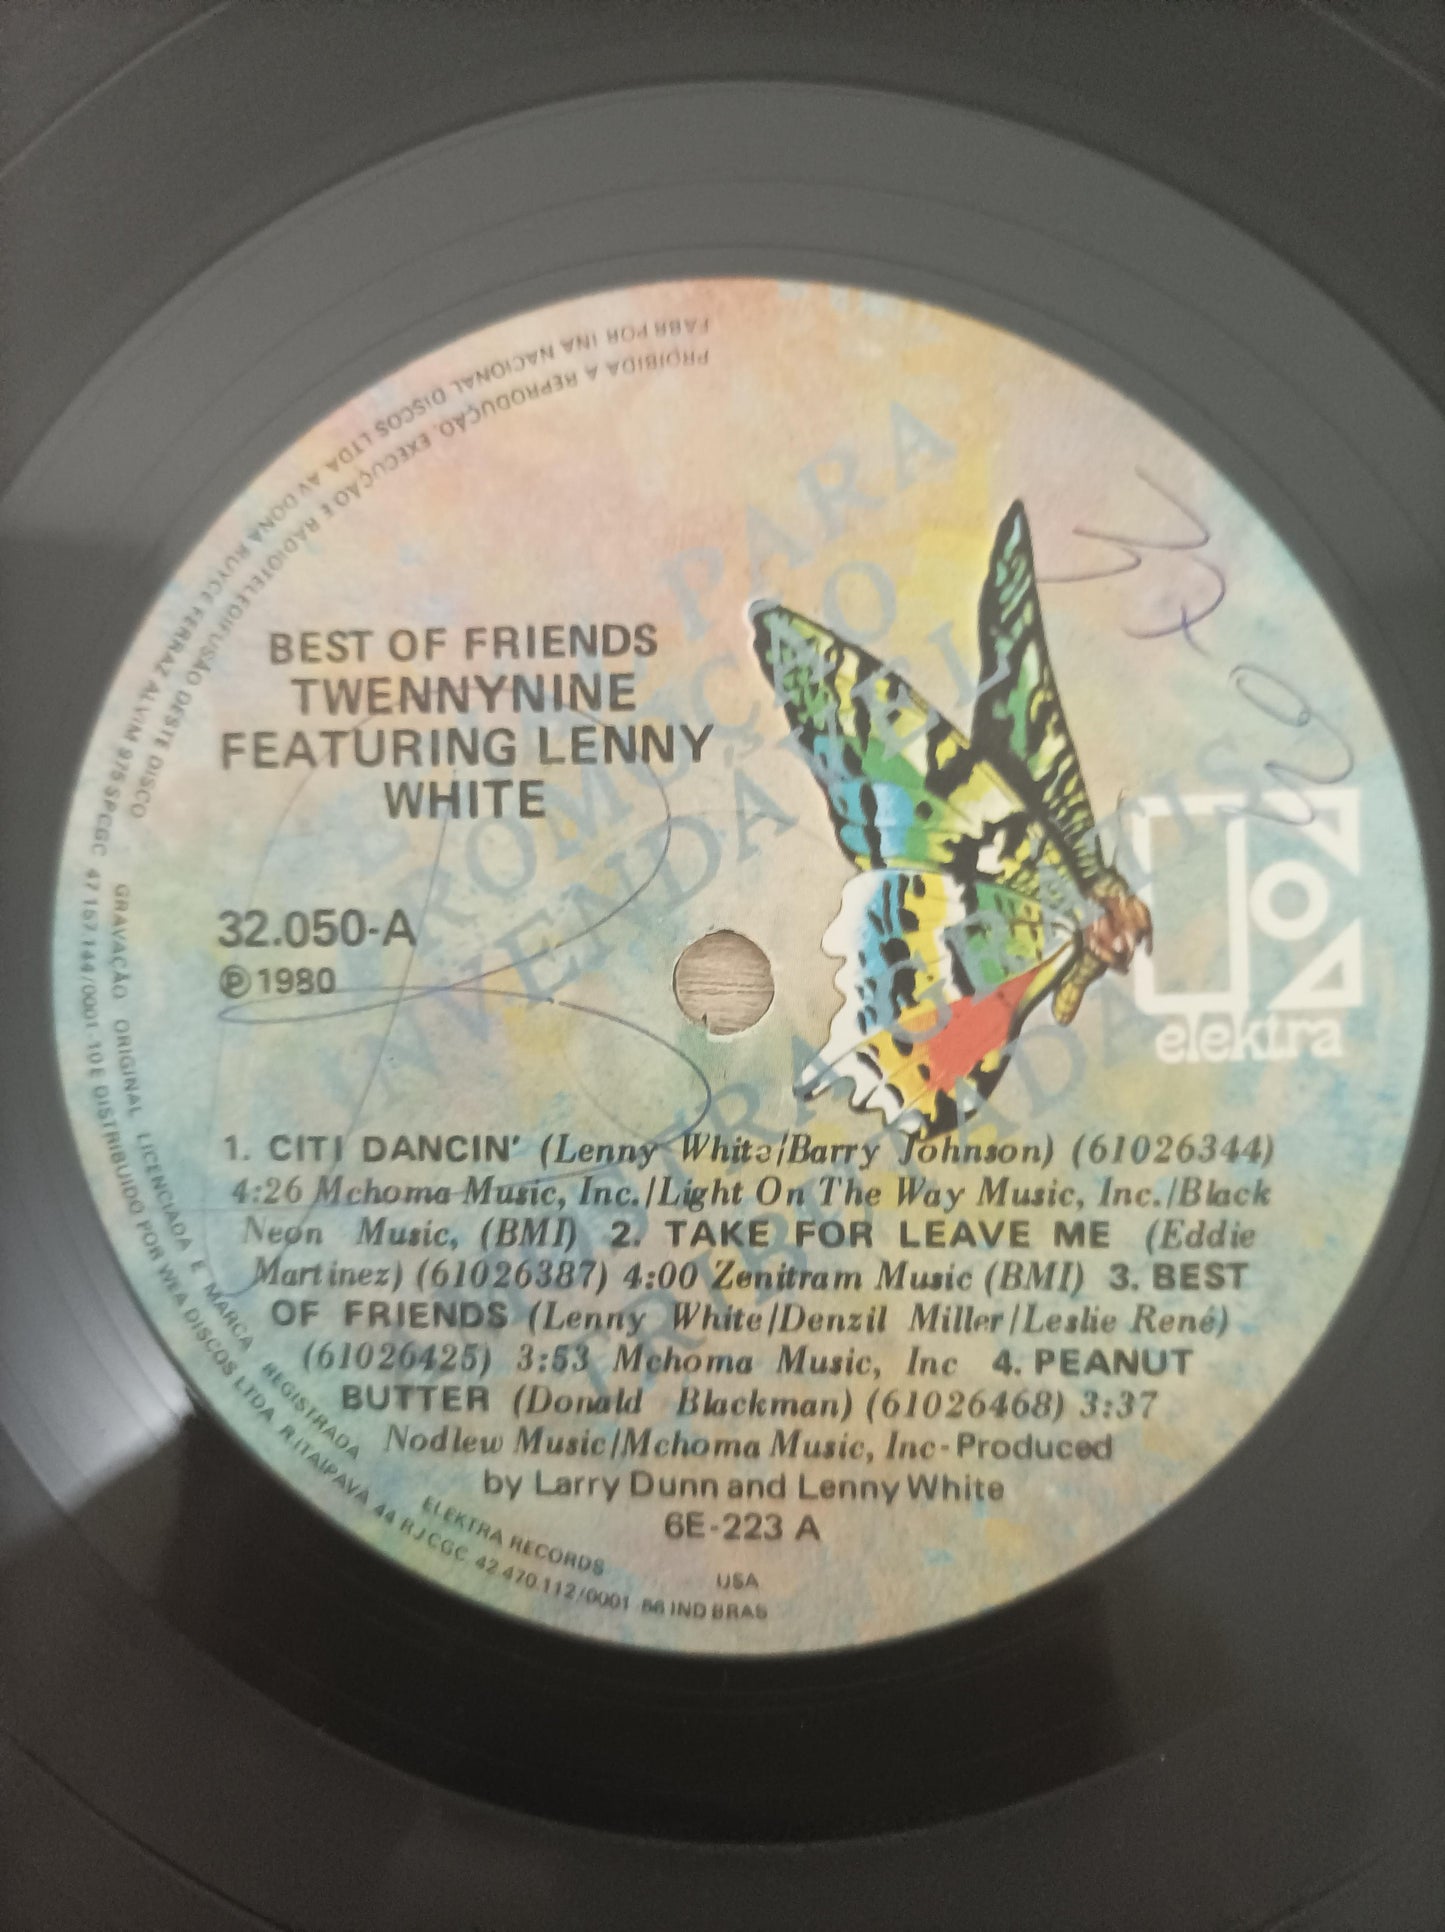 BEST OF FRIENDS
TWENNYNINE
FEATURING LENNY
WHITE
32.050-A
℗ 1980
elektra
1. CITI DANCIN' (Lenny White/Barry Johnson) (61026344)
4:26 Mchoma Music, Inc./Light On The Way Music, Inc./Black
Neon Music, (BMI) 2. TAKE FOR LEAVE ME (Eddie
Martinez) (61026387) 4:00 Zenitram Music (BMI) 3. BEST
OF FRIENDS (Lenny White/Denzil Miller/Leslie René)
(61026425) 3:53 Mchoma Music, Inc 4. PEANUT
BUTTER (Donald Blackman) (61026468) 3:37
Nodlew Music/Mchoma Music, Inc - Produced
by Larry Dunn and Lenny White
6E-223 A
PROIBIDA A REPRODUÇÃO, EXECUÇÃO E RADIOTELEDIFUSÃO DESTE DISCO
GRAVAÇÃO ORIGINAL LICENCIADA E MARCA REGISTRADA ELEKTRA RECORDS USA
FABR POR INA NACIONAL DISCOS LTDA AV DONA RUYCE FERRAZ ALVIM 975 SP CGC 47 157 144/0001 10 E DISTRIBUIDO POR WEA DISCOS LTDA R ITAIPAVA 44 RJ CGC 42 470 112/0001 66 IND BRAS
PARA
PROMOÇÃO
INVENDÁVEL
AMOSTRA GRATIS
TRIBUTADA